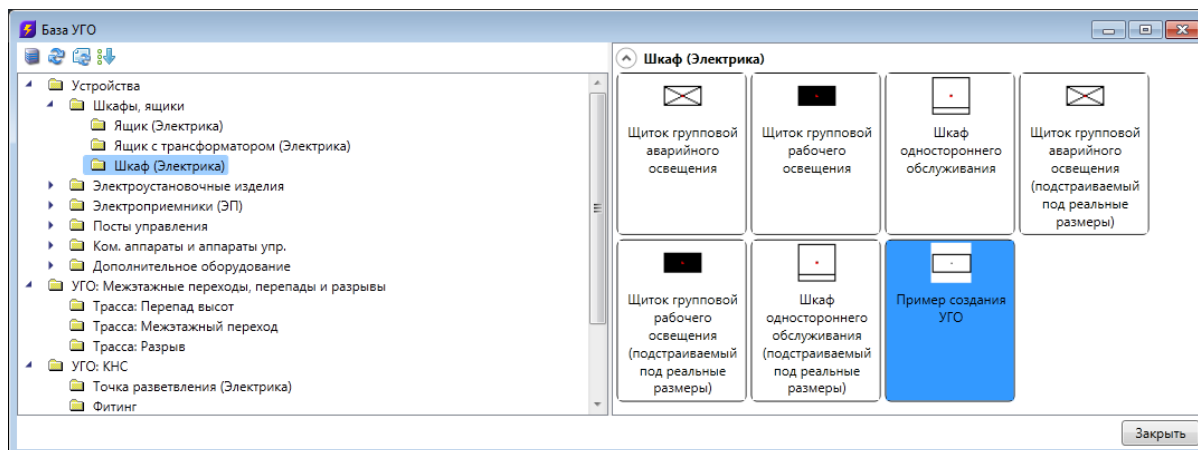 База УГО
Устройства
Шкафы, ящики
Ящик (Электрика)
Ящик с трансформатором (Электрика)
Шкаф (Электрика)
Электроустановочные изделия
Электроприемники (ЭП)
Посты управления
Ком. аппараты и аппараты упр.
Дополнительное оборудование
УГО: Межэтажные переходы, перепады и разрывы
Трасса: Перепад высот
Трасса: Межэтажный переход
Трасса: Разрыв
УГО: КНС
Точка разветвления (Электрика)
Фитинг
Шкаф (Электрика)
Щиток групповой
аварийного
освещения
Щиток групповой
рабочего
освещения
Шкаф
одностороннего
обслуживания
Щиток групповой
аварийного
освещения
(подстраиваемый
под реальные
размеры)
Щиток групповой
рабочего
освещения
(подстраиваемый
под реальные
размеры)
Шкаф
одностороннего
обслуживания
(подстраиваемый
под реальные
размеры)
Пример создания
УГО
Закрыть